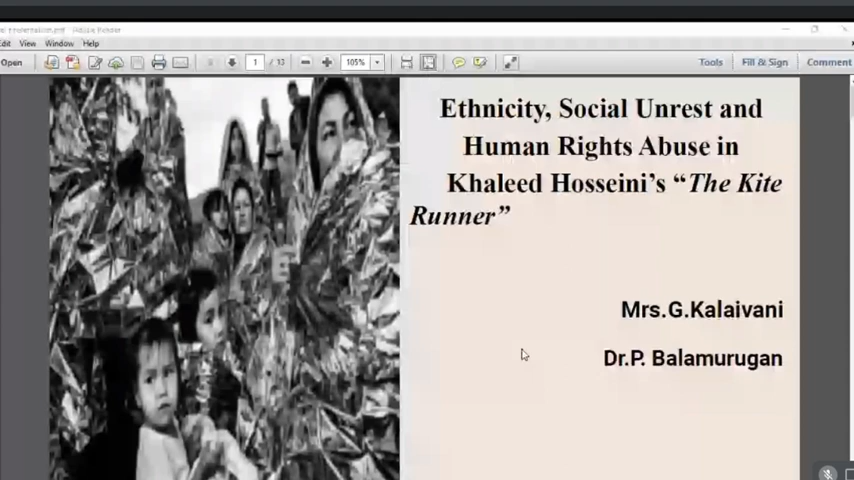 Edit View Window Help
Open 1 / 13 105% Tools Fill & Sign Comment
Ethnicity, Social Unrest and
Human Rights Abuse in
Khaleed Hosseini's "The Kite
Runner"
Mrs.G.Kalaivani
Dr.P. Balamurugan